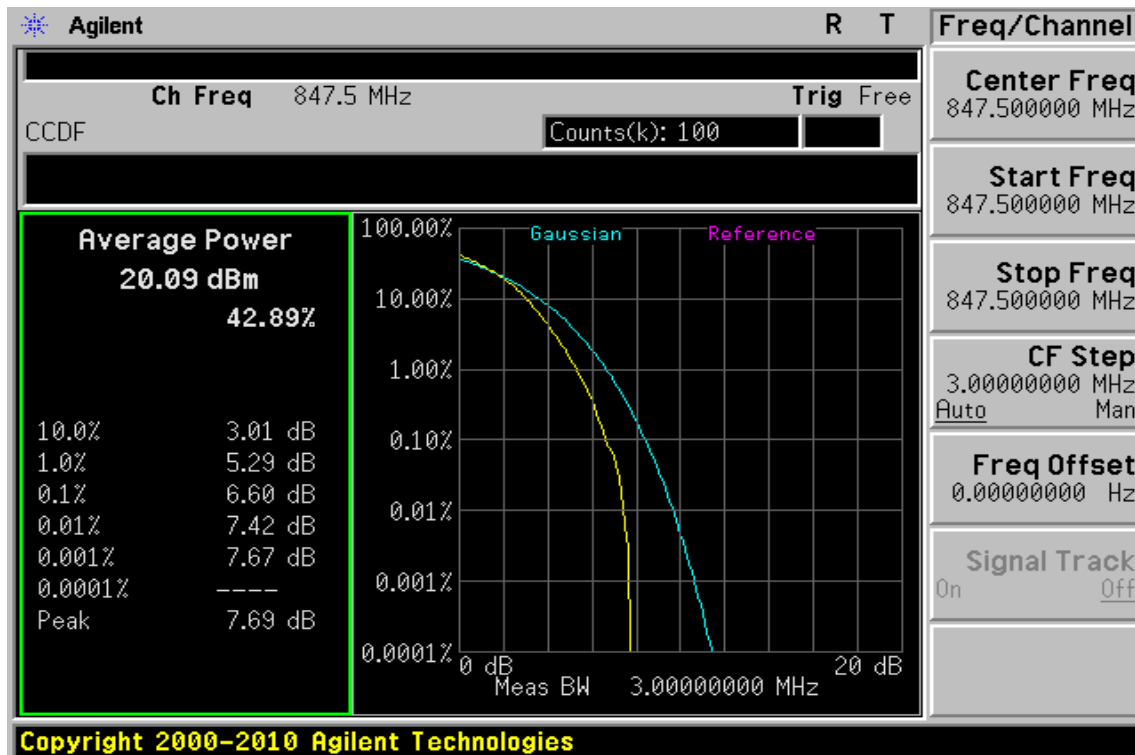 Agilent R T
Ch Freq 847.5 MHz Trig Free
CCDF Counts(k): 100
Average Power
20.09 dBm
42.89%
10.0% 3.01 dB
1.0% 5.29 dB
0.1% 6.60 dB
0.01% 7.42 dB
0.001% 7.67 dB
0.0001% ----
Peak 7.69 dB
Gaussian Reference
100.00%
10.00%
1.00%
0.10%
0.01%
0.001%
0.0001%
0 dB 20 dB
Meas BW 3.00000000 MHz
Freq/Channel
Center Freq
847.500000 MHz
Start Freq
847.500000 MHz
Stop Freq
847.500000 MHz
CF Step
3.00000000 MHz
Auto Man
Freq Offset
0.00000000 Hz
Signal Track
On Off
Copyright 2000-2010 Agilent Technologies